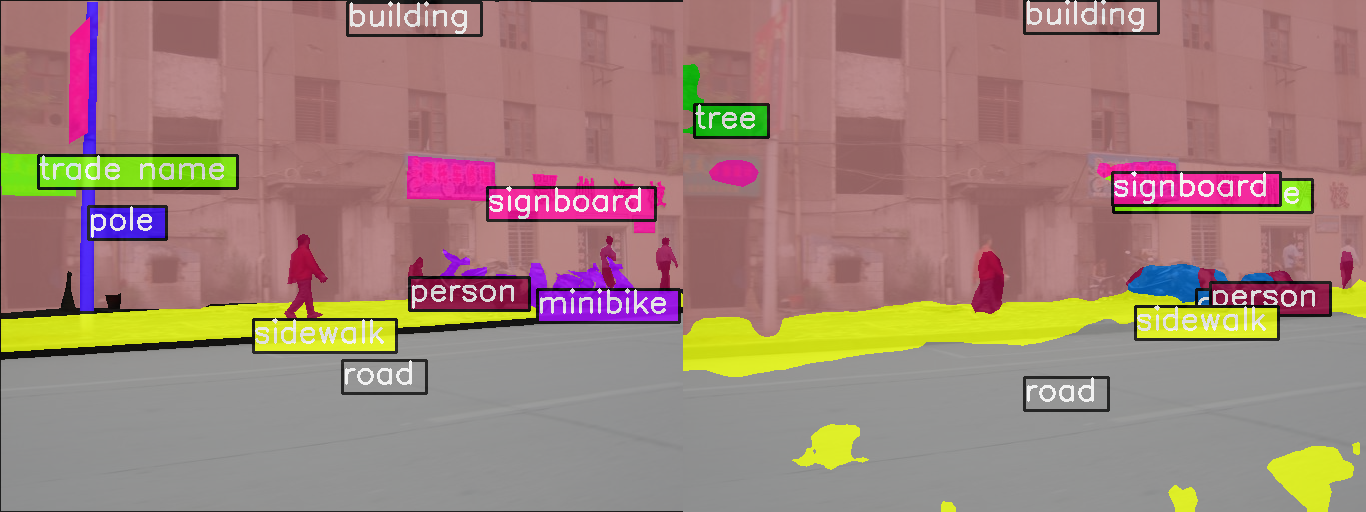 building
trade name
pole
signboard
person
minibike
sidewalk
road
building
tree
signboard
e
person
sidewalk
road